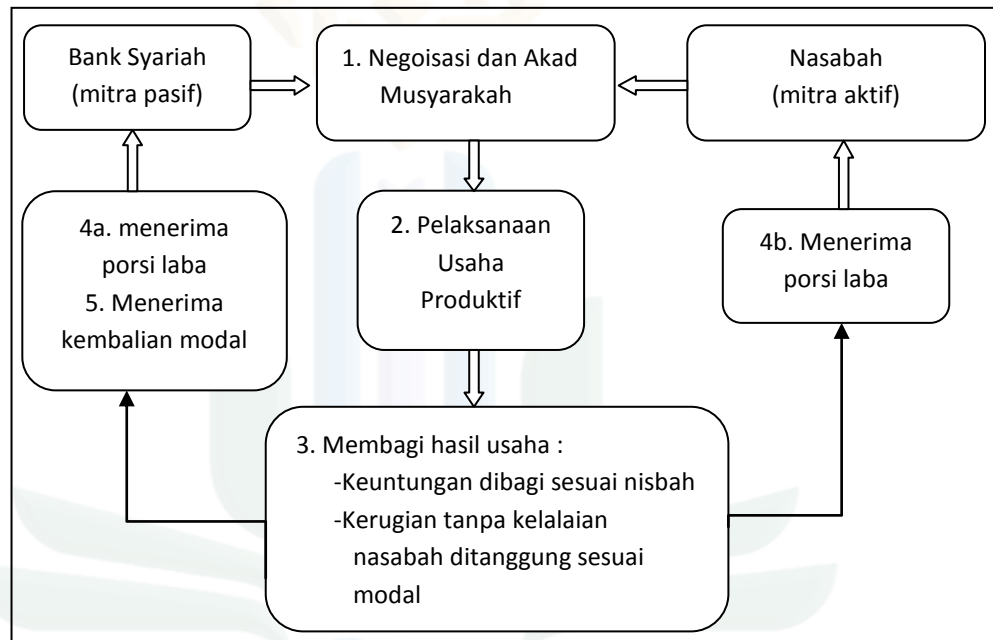 Bank Syariah
(mitra pasif)
1. Negoisasi dan Akad
Musyarakah
Nasabah
(mitra aktif)
4a. menerima
porsi laba
5. Menerima
kembalian modal
2. Pelaksanaan
Usaha
Produktif
4b. Menerima
porsi laba
3. Membagi hasil usaha :
-Keuntungan dibagi sesuai nisbah
-Kerugian tanpa kelalaian
nasabah ditanggung sesuai
modal